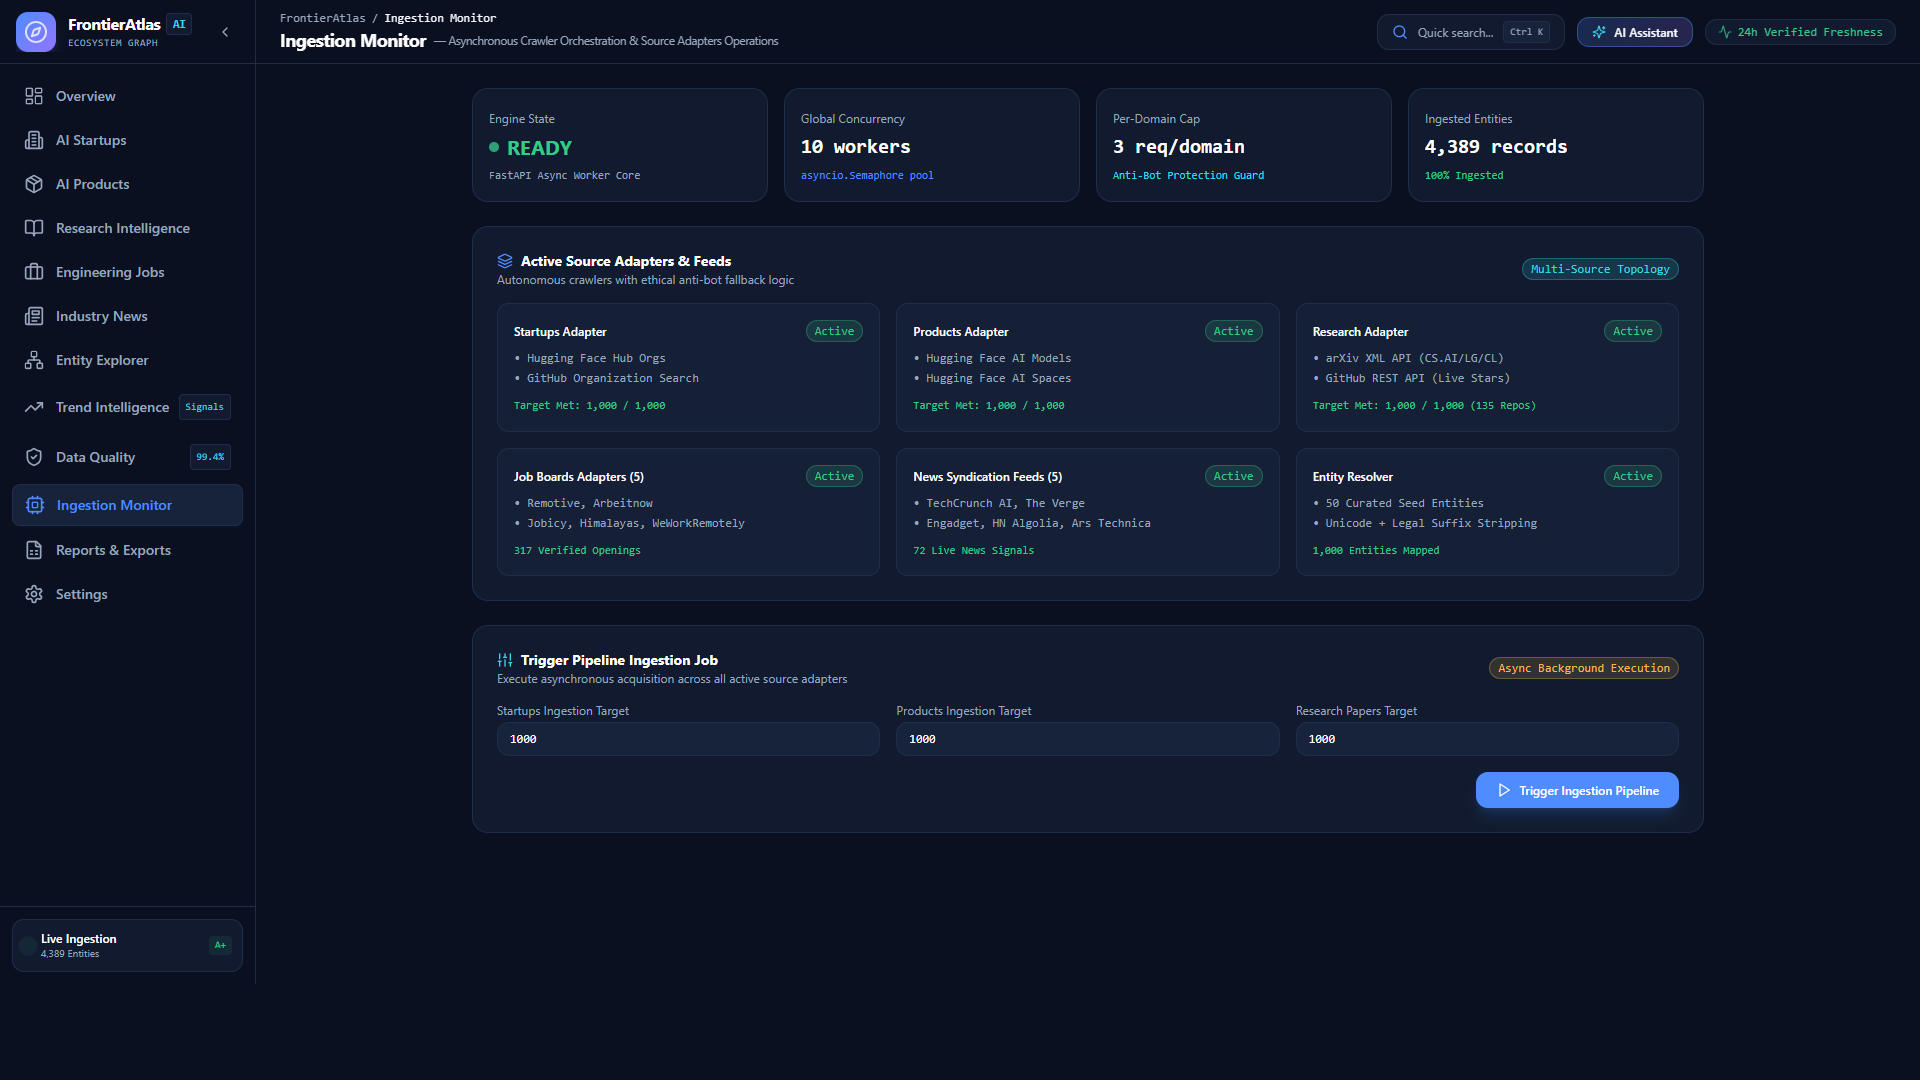 FrontierAtlas AI
ECOSYSTEM GRAPH
Overview
AI Startups
AI Products
Research Intelligence
Engineering Jobs
Industry News
Entity Explorer
Trend Intelligence Signals
Data Quality 99.4%
Ingestion Monitor
Reports & Exports
Settings
Live Ingestion
4,389 Entities
A+
FrontierAtlas / Ingestion Monitor
Ingestion Monitor — Asynchronous Crawler Orchestration & Source Adapters Operations
Quick search... Ctrl K
AI Assistant
24h Verified Freshness
Engine State
READY
FastAPI Async Worker Core
Global Concurrency
10 workers
asyncio.Semaphore pool
Per-Domain Cap
3 req/domain
Anti-Bot Protection Guard
Ingested Entities
4,389 records
100% Ingested
Active Source Adapters & Feeds
Autonomous crawlers with ethical anti-bot fallback logic
Multi-Source Topology
Startups Adapter Active
• Hugging Face Hub Orgs
• GitHub Organization Search
Target Met: 1,000 / 1,000
Products Adapter Active
• Hugging Face AI Models
• Hugging Face AI Spaces
Target Met: 1,000 / 1,000
Research Adapter Active
• arXiv XML API (CS.AI/LG/CL)
• GitHub REST API (Live Stars)
Target Met: 1,000 / 1,000 (135 Repos)
Job Boards Adapters (5) Active
• Remotive, Arbeitnow
• Jobicy, Himalayas, WeWorkRemotely
317 Verified Openings
News Syndication Feeds (5) Active
• TechCrunch AI, The Verge
• Engadget, HN Algolia, Ars Technica
72 Live News Signals
Entity Resolver Active
• 50 Curated Seed Entities
• Unicode + Legal Suffix Stripping
1,000 Entities Mapped
Trigger Pipeline Ingestion Job
Execute asynchronous acquisition across all active source adapters
Async Background Execution
Startups Ingestion Target
1000
Products Ingestion Target
1000
Research Papers Target
1000
Trigger Ingestion Pipeline